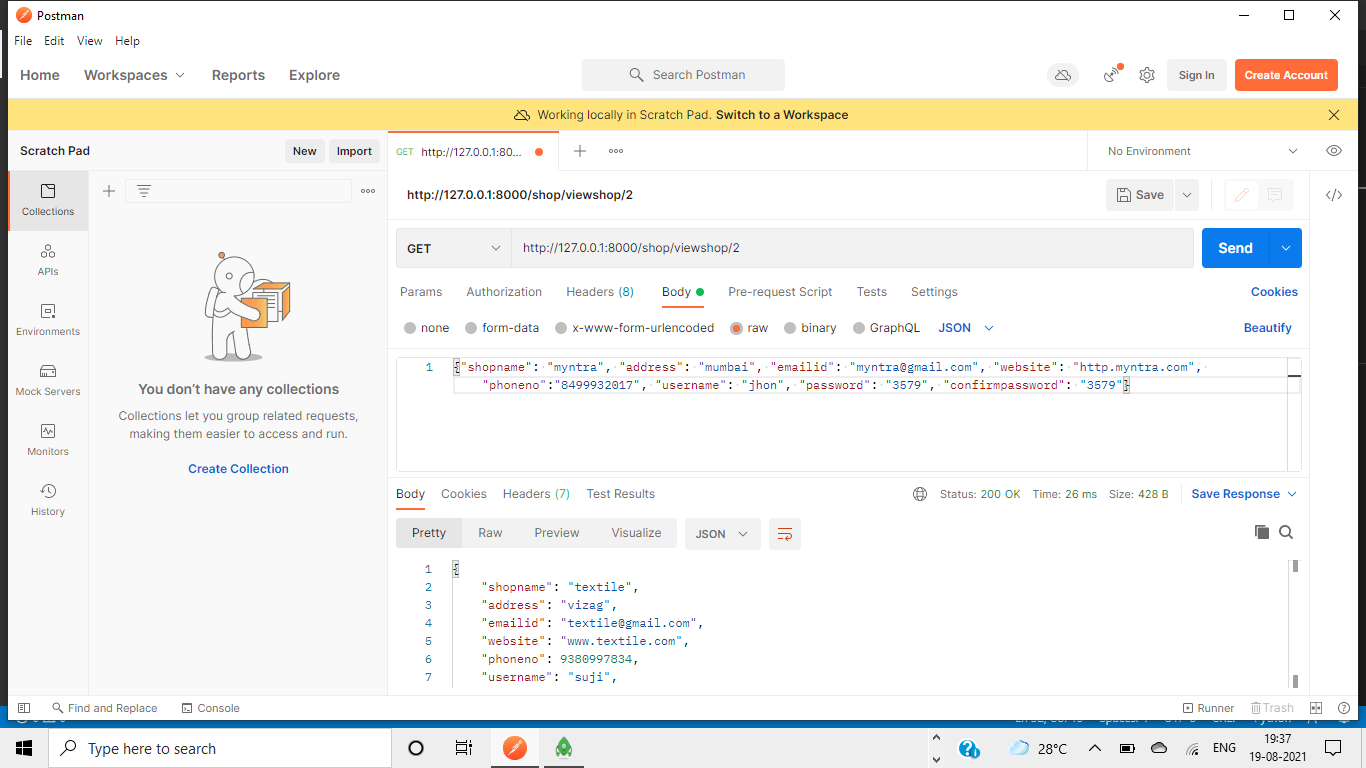 Postman
File Edit View Help
Home Workspaces Reports Explore Search Postman Sign In Create Account
Working locally in Scratch Pad. Switch to a Workspace
Scratch Pad New Import GET http://127.0.0.1:80... No Environment
http://127.0.0.1:8000/shop/viewshop/2 Save
Collections
GET http://127.0.0.1:8000/shop/viewshop/2 Send
APIs
Params Authorization Headers (8) Body Pre-request Script Tests Settings Cookies
Environments
none form-data x-www-form-urlencoded raw binary GraphQL JSON Beautify
1 {"shopname": "myntra", "address": "mumbai", "emailid": "myntra@gmail.com", "website": "http.myntra.com",
"phoneno":"8499932017", "username": "jhon", "password": "3579", "confirmpassword": "3579"}
Mock Servers
You don't have any collections
Collections let you group related requests,
making them easier to access and run.
Monitors
Create Collection
History
Body Cookies Headers (7) Test Results Status: 200 OK Time: 26 ms Size: 428 B Save Response
Pretty Raw Preview Visualize JSON
1 {
2 "shopname": "textile",
3 "address": "vizag",
4 "emailid": "textile@gmail.com",
5 "website": "www.textile.com",
6 "phoneno": 9380997834,
7 "username": "suji",
Find and Replace Console Runner Trash
Type here to search 28°C ENG 19:37
19-08-2021